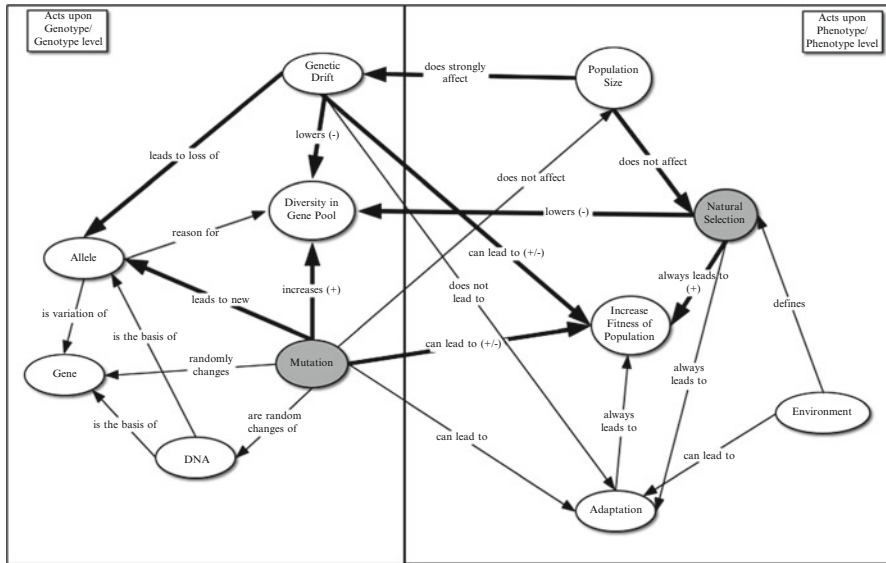 Acts upon
Genotype/
Genotype level
Acts upon
Phenotype/
Phenotype level
Genetic
Drift
does strongly
affect
Population
Size
lowers (-)
leads to loss of
does not affect
does not affect
Diversity in
Gene Pool
lowers (-)
Natural
Selection
reason for
Allele
can lead to (+/-)
does not
lead to
always leads to
(+)
leads to new
increases (+)
defines
is variation of
is the basis of
Increase
Fitness of
Population
can lead to (+/-)
Gene
randomly
changes
Mutation
always
leads to
always
leads to
Environment
is the basis of
are random
changes of
can lead to
can lead to
DNA
Adaptation